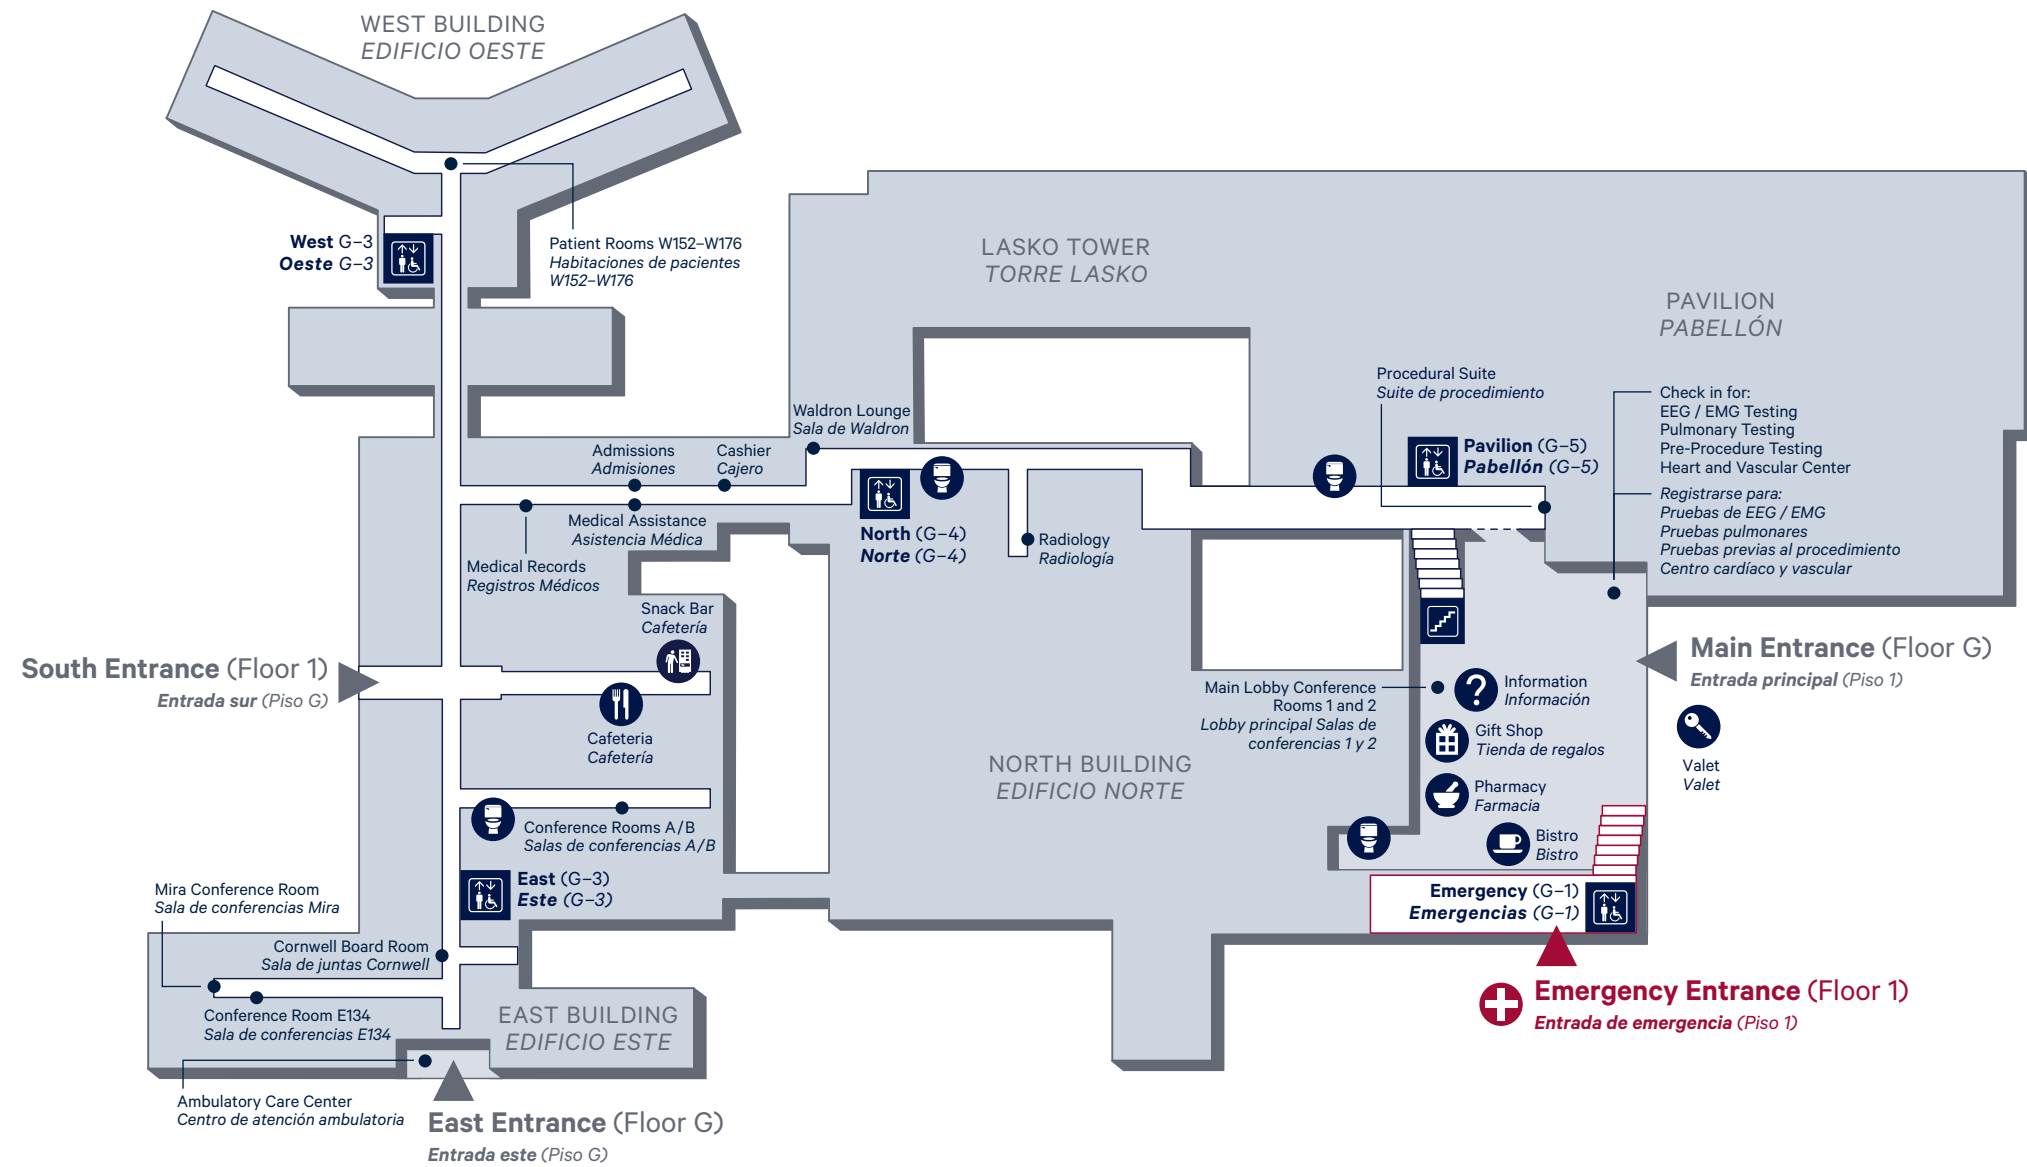 WEST BUILDING
EDIFICIO OESTE
West G–3
Oeste G–3
Patient Rooms W152–W176
Habitaciones de pacientes
W152–W176
LASKO TOWER
TORRE LASKO
PAVILION
PABELLÓN
Procedural Suite
Suite de procedimiento
Check in for:
EEG / EMG Testing
Pulmonary Testing
Pre-Procedure Testing
Heart and Vascular Center
Registrarse para:
Pruebas de EEG / EMG
Pruebas pulmonares
Pruebas previas al procedimiento
Centro cardíaco y vascular
Waldron Lounge
Sala de Waldron
Admissions
Admisiones
Cashier
Cajero
Pavilion (G–5)
Pabellón (G–5)
Medical Assistance
Asistencia Médica
North (G–4)
Norte (G–4)
Radiology
Radiología
Medical Records
Registros Médicos
Snack Bar
Cafetería
South Entrance (Floor 1)
Entrada sur (Piso G)
Main Entrance (Floor G)
Entrada principal (Piso 1)
Main Lobby Conference
Rooms 1 and 2
Lobby principal Salas de
conferencias 1 y 2
Information
Información
Gift Shop
Tienda de regalos
Cafeteria
Cafetería
NORTH BUILDING
EDIFICIO NORTE
Valet
Valet
Pharmacy
Farmacia
Conference Rooms A/B
Salas de conferencias A/B
Bistro
Bistro
East (G–3)
Este (G–3)
Mira Conference Room
Sala de conferencias Mira
Emergency (G–1)
Emergencias (G–1)
Cornwell Board Room
Sala de juntas Cornwell
Conference Room E134
Sala de conferencias E134
EAST BUILDING
EDIFICIO ESTE
Emergency Entrance (Floor 1)
Entrada de emergencia (Piso 1)
Ambulatory Care Center
Centro de atención ambulatoria
East Entrance (Floor G)
Entrada este (Piso G)